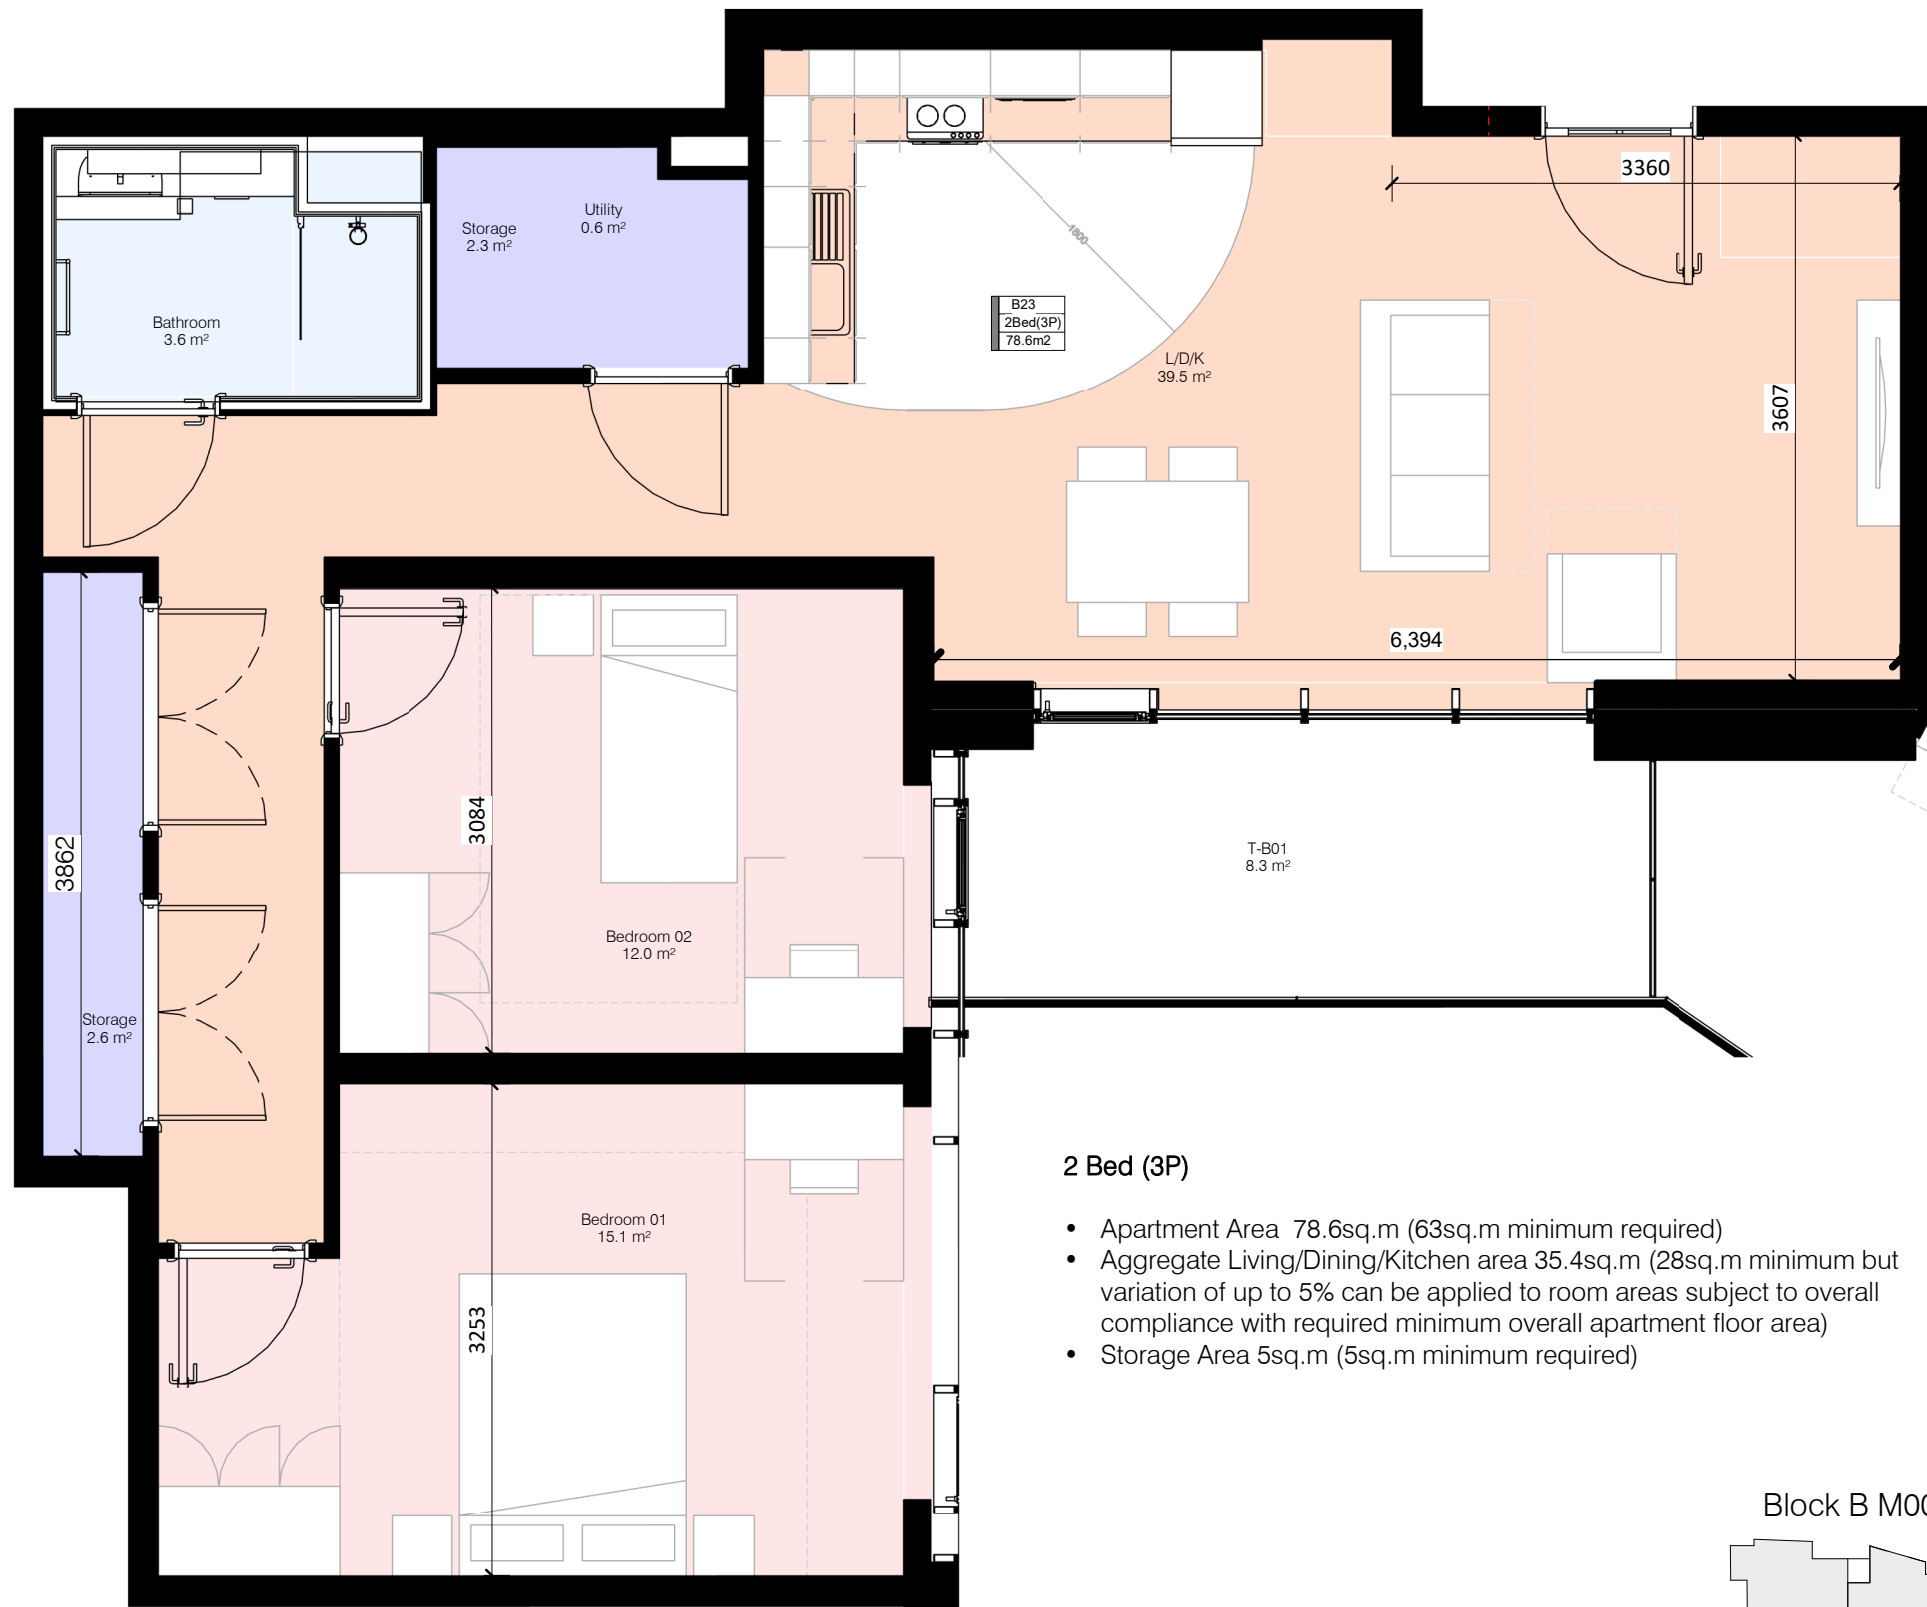 3360
Utility
0.6 m²
Storage
2.3 m²
1800
B23
2Bed(3P)
78.6m2
Bathroom
3.6 m²
L/D/K
39.5 m²
3607
6,394
3084
3862
T-B01
8.3 m²
Bedroom 02
12.0 m²
Storage
2.6 m²
2 Bed (3P)
Bedroom 01
15.1 m²
• Apartment Area 78.6sq.m (63sq.m minimum required)
• Aggregate Living/Dining/Kitchen area 35.4sq.m (28sq.m minimum but
variation of up to 5% can be applied to room areas subject to overall
compliance with required minimum overall apartment floor area)
• Storage Area 5sq.m (5sq.m minimum required)
3253
Block B M00